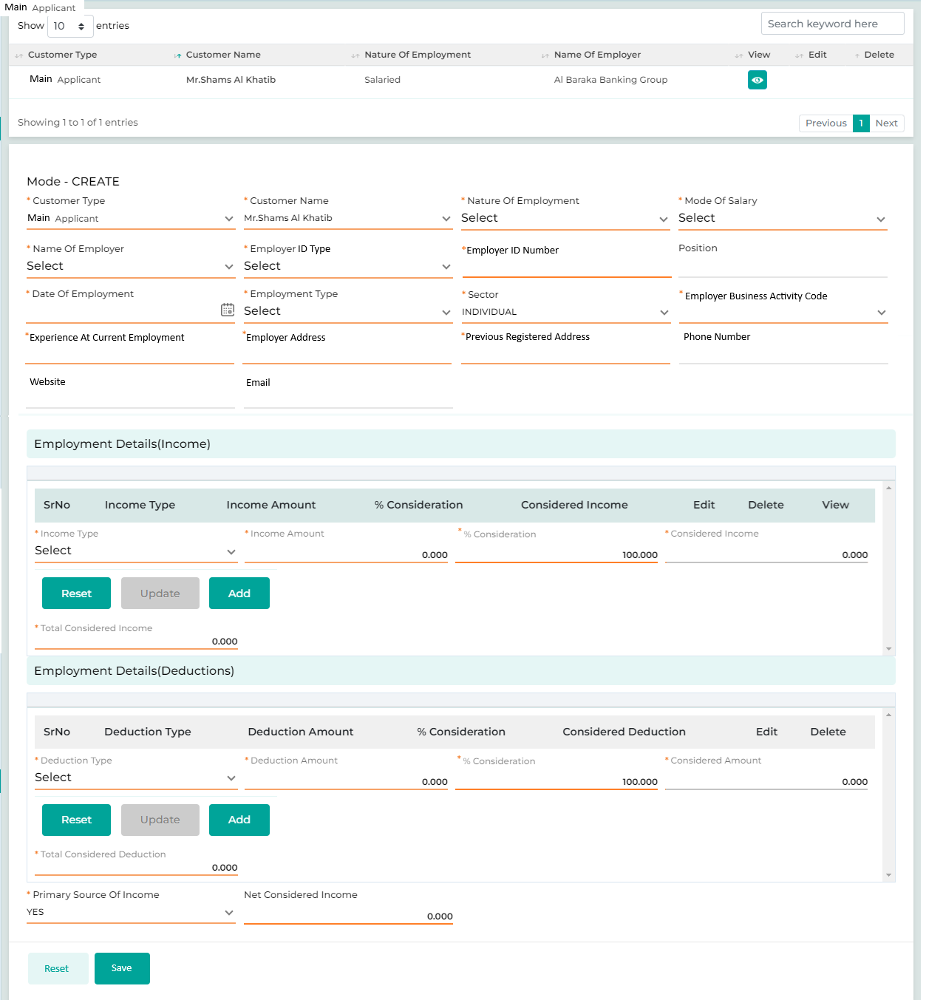 Main Applicant
Show 10 entries Search keyword here
Customer Type Customer Name Nature Of Employment Name Of Employer View Edit Delete
Main Applicant Mr.Shams Al Khatib Salaried Al Baraka Banking Group
Showing 1 to 1 of 1 entries Previous 1 Next
Mode - CREATE
* Customer Type * Customer Name * Nature Of Employment * Mode Of Salary
Main Applicant Mr.Shams Al Khatib Select Select
* Name Of Employer * Employer ID Type *Employer ID Number Position
Select Select
* Date Of Employment * Employment Type * Sector * Employer Business Activity Code
Select INDIVIDUAL
*Experience At Current Employment *Employer Address *Previous Registered Address Phone Number
Website Email
Employment Details(Income)
SrNo Income Type Income Amount % Consideration Considered Income Edit Delete View
* Income Type * Income Amount * % Consideration * Considered Income
Select 0.000 100.000 0.000
Reset Update Add
* Total Considered Income
0.000
Employment Details(Deductions)
SrNo Deduction Type Deduction Amount % Consideration Considered Deduction Edit Delete
* Deduction Type * Deduction Amount * % Consideration * Considered Amount
Select 0.000 100.000 0.000
Reset Update Add
* Total Considered Deduction
0.000
* Primary Source Of Income Net Considered Income
YES 0.000
Reset Save